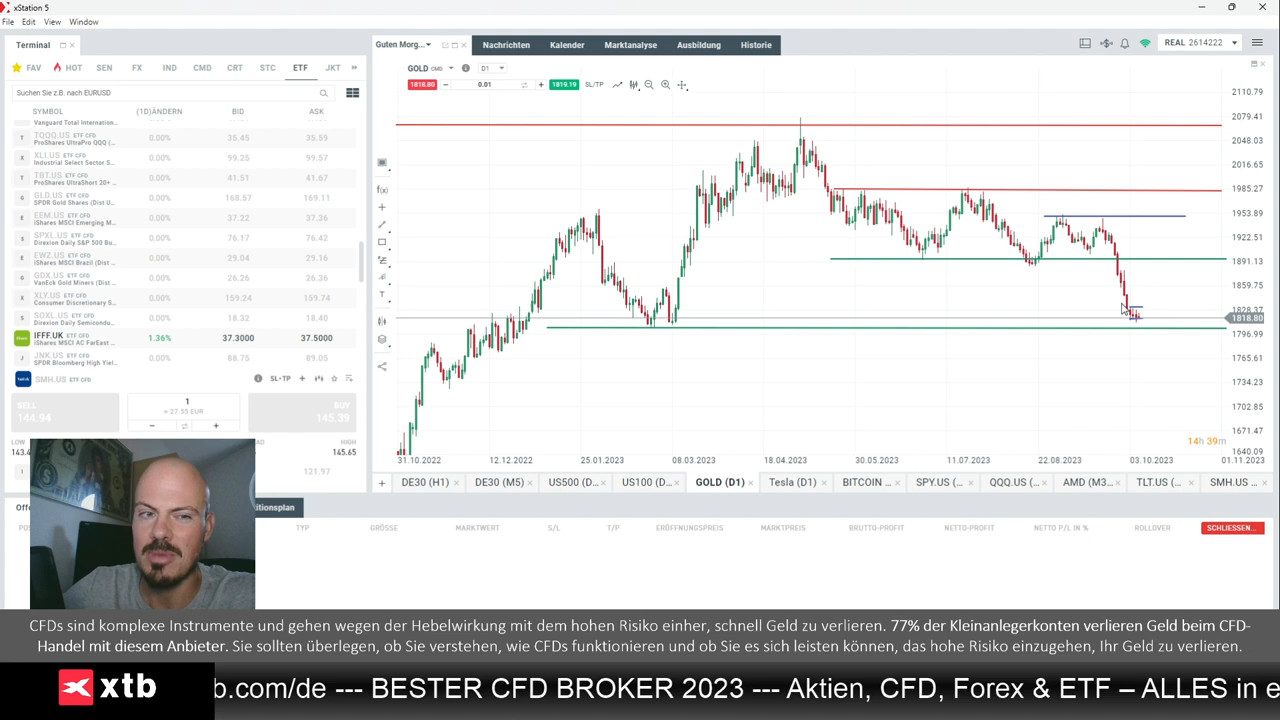 xStation 5
File Edit View Window
Terminal
Guten Morg... Nachrichten Kalender Marktanalyse Ausbildung Historie
REAL 2614222
FAV HOT SEN FX IND CMD CRT STC ETF JKT
GOLD CMD D1
1818.80 0.01 1819.19 SL/TP
Suchen Sie z.B. nach EURUSD
SYMBOL (1D)ÄNDERN BID ASK
Vanguard Total Internation...
T TQQQ.US ETF CFD 0.00% 35.45 35.59
ProShares UltraPro QQQ (...
X XLI.US ETF CFD 0.00% 99.25 99.57
Industrial Select Sector S...
T TBT.US ETF CFD 0.00% 41.51 41.67
ProShares UltraShort 20+ ...
G GLD.US ETF CFD 0.00% 168.57 169.11
SPDR Gold Shares (Dist U...
E EEM.US ETF CFD 0.00% 37.22 37.36
iShares MSCI Emerging M...
S SPXL.US ETF CFD 0.00% 76.17 76.42
Direxion Daily S&P 500 Bu...
E EWZ.US ETF CFD 0.00% 29.04 29.16
iShares MSCI Brazil (Dist ...
G GDX.US ETF CFD 0.00% 26.26 26.36
VanEck Gold Miners (Dist ...
X XLY.US ETF CFD 0.00% 159.24 159.74
Consumer Discretionary S...
S SOXL.US ETF CFD 0.00% 18.32 18.40
Direxion Daily Semicondu...
IFFF.UK ETF CFD 1.36% 37.3000 37.5000
iShares MSCI AC FarEast ...
J JNK.US ETF CFD 0.00% 88.75 89.05
SPDR Bloomberg High Yiel...
SMH.US ETF CFD SL•TP
SELL 1 BUY
144.94 ≈ 27.55 EUR 145.39
LOW HIGH
143.4 145.65
121.97
2110.79
2079.41
2048.03
2016.65
1985.27
1953.89
1922.51
1891.13
1859.75
1828.37
1818.80
1796.99
1765.61
1734.23
1702.85
1671.47
1640.09
14h 39m
31.10.2022 12.12.2022 25.01.2023 08.03.2023 18.04.2023 30.05.2023 11.07.2023 22.08.2023 03.10.2023 01.11.2023
DE30 (H1) DE30 (M5) US500 (D... US100 (D... GOLD (D1) Tesla (D1) BITCOIN ... SPY.US (... QQQ.US (... AMD (M3... TLT.US (... SMH.US ...
itionsplan
TYP GRÖSSE MARKTWERT S/L T/P ERÖFFNUNGSPREIS MARKTPREIS BRUTTO-PROFIT NETTO-PROFIT NETTO P/L IN % ROLLOVER SCHLIESSEN...
CFDs sind komplexe Instrumente und gehen wegen der Hebelwirkung mit dem hohen Risiko einher, schnell Geld zu verlieren. 77% der Kleinanlegerkonten verlieren Geld beim CFD-
Handel mit diesem Anbieter. Sie sollten überlegen, ob Sie verstehen, wie CFDs funktionieren und ob Sie es sich leisten können, das hohe Risiko einzugehen, Ihr Geld zu verlieren.
xtb b.com/de --- BESTER CFD BROKER 2023 --- Aktien, CFD, Forex & ETF – ALLES in e